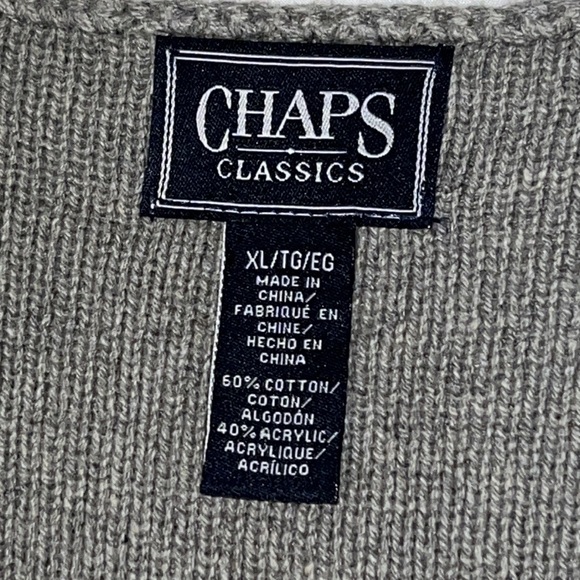 CHAPS
CLASSICS
XL/TG/EG
MADE IN
CHINA/
FABRIQUÉ EN
CHINE/
HECHO EN
CHINA
60% COTTON/
COTON/
ALGODÓN
40% ACRYLIC/
ACRYLIQUE/
ACRÍLICO